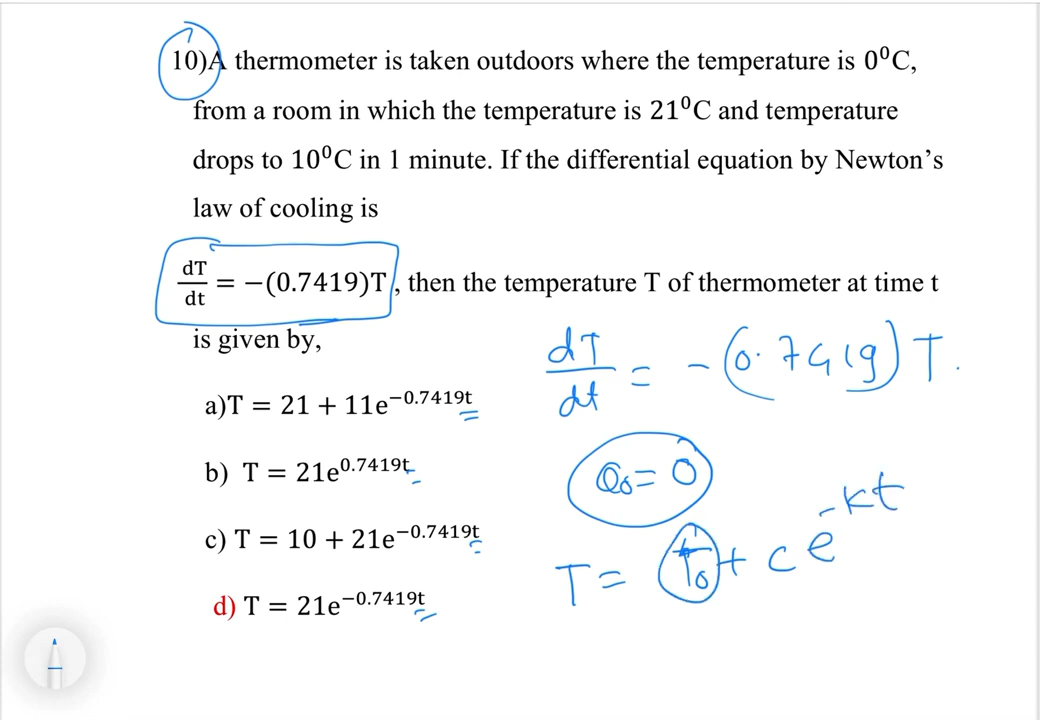 10)A thermometer is taken outdoors where the temperature is 0⁰C,
from a room in which the temperature is 21⁰C and temperature
drops to 10⁰C in 1 minute. If the differential equation by Newton’s
law of cooling is
dT/dt = −(0.7419)T , then the temperature T of thermometer at time t
is given by,
dT/dt = -(0.7419) T.
a)T = 21 + 11e^−0.7419t
b) T = 21e^0.7419t
θ₀ = 0
c) T = 10 + 21e^−0.7419t
T = T₀ + c e^-kt
d) T = 21e^−0.7419t